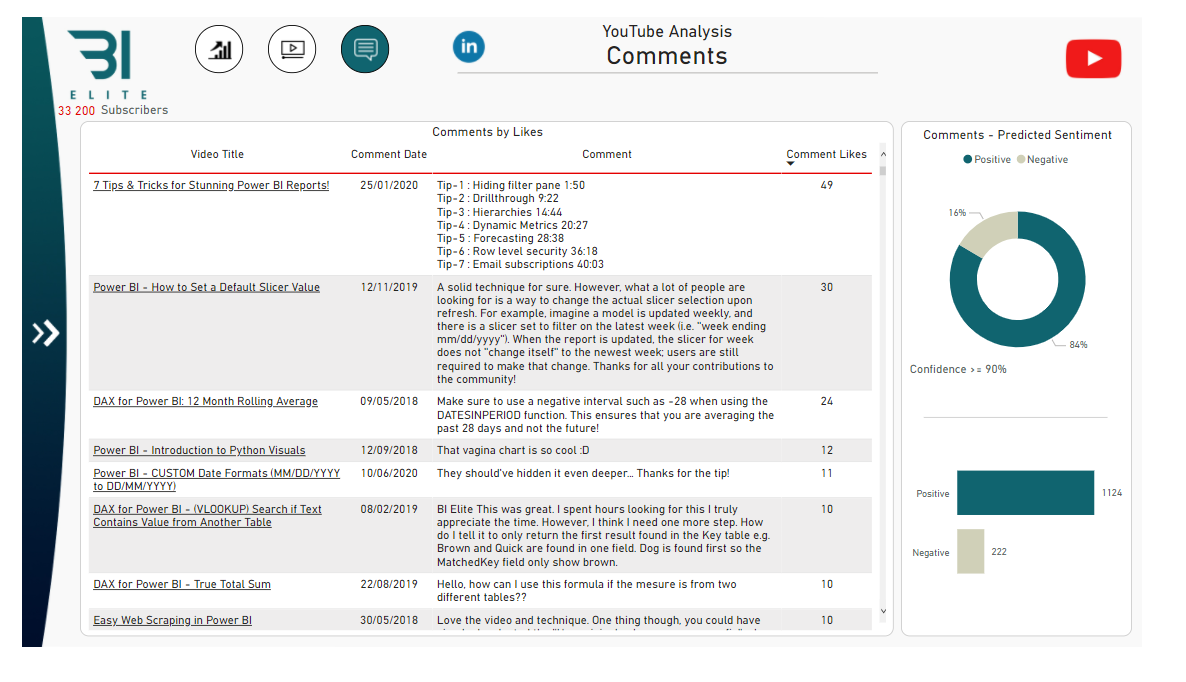 BI
ELITE
33 200 Subscribers
in
YouTube Analysis
Comments
Comments by Likes
Video Title Comment Date Comment Comment Likes
7 Tips & Tricks for Stunning Power BI Reports! 25/01/2020 Tip-1 : Hiding filter pane 1:50 49
Tip-2 : Drillthrough 9:22
Tip-3 : Hierarchies 14:44
Tip-4 : Dynamic Metrics 20:27
Tip-5 : Forecasting 28:38
Tip-6 : Row level security 36:18
Tip-7 : Email subscriptions 40:03
Power BI - How to Set a Default Slicer Value 12/11/2019 A solid technique for sure. However, what a lot of people are 30
looking for is a way to change the actual slicer selection upon
refresh. For example, imagine a model is updated weekly, and
there is a slicer set to filter on the latest week (i.e. "week ending
mm/dd/yyyy"). When the report is updated, the slicer for week
does not "change itself" to the newest week; users are still
required to make that change. Thanks for all your contributions to
the community!
DAX for Power BI: 12 Month Rolling Average 09/05/2018 Make sure to use a negative interval such as -28 when using the 24
DATESINPERIOD function. This ensures that you are averaging the
past 28 days and not the future!
Power BI - Introduction to Python Visuals 12/09/2018 That vagina chart is so cool :D 12
Power BI - CUSTOM Date Formats (MM/DD/YYYY 10/06/2020 They should've hidden it even deeper... Thanks for the tip! 11
to DD/MM/YYYY)
DAX for Power BI - (VLOOKUP) Search if Text 08/02/2019 BI Elite This was great. I spent hours looking for this I truly 10
Contains Value from Another Table appreciate the time. However, I think I need one more step. How
do I tell it to only return the first result found in the Key table e.g.
Brown and Quick are found in one field. Dog is found first so the
MatchedKey field only show brown.
DAX for Power BI - True Total Sum 22/08/2019 Hello, how can I use this formula if the mesure is from two 10
different tables??
Easy Web Scraping in Power BI 30/05/2018 Love the video and technique. One thing though, you could have 10
Comments - Predicted Sentiment
Positive Negative
16%
84%
Confidence >= 90%
Positive 1124
Negative 222